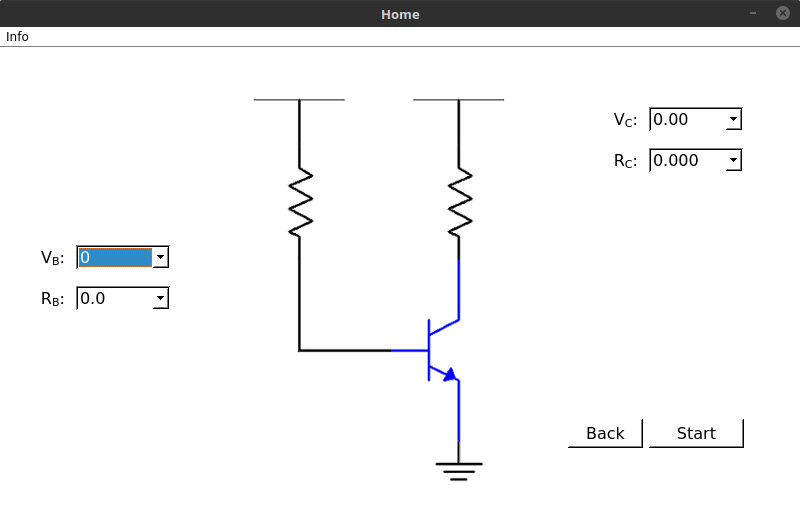 Home
Info
VC: 0.00
RC: 0.000
VB: 0
RB: 0.0
Back Start